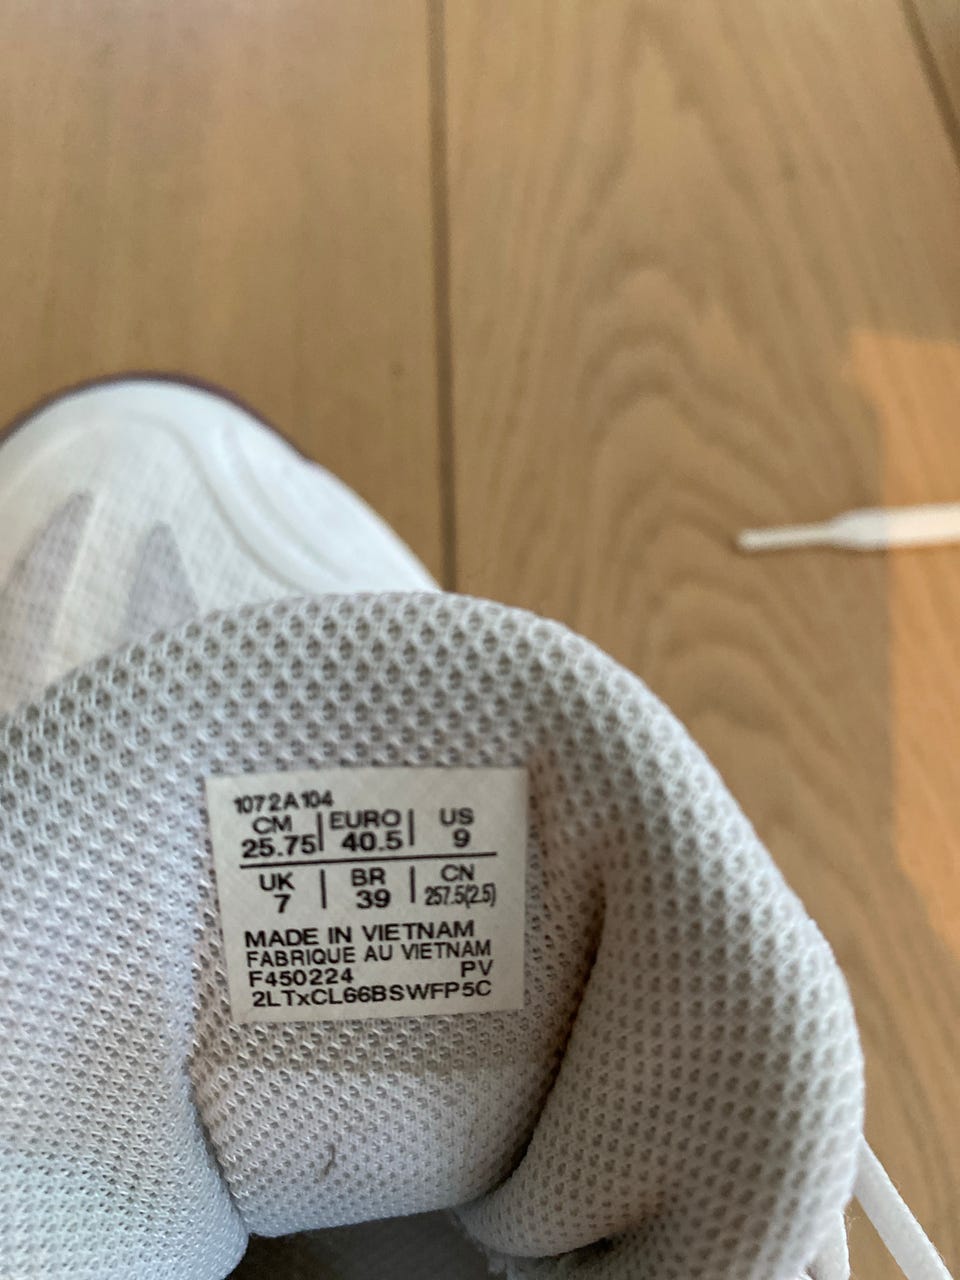 1072A104
CM | EURO | US
25.75 | 40.5 | 9
UK | BR | CN
7 | 39 | 257.5(2.5)
MADE IN VIETNAM
FABRIQUE AU VIETNAM
F450224 PV
2LTxCL66BSWFP5C